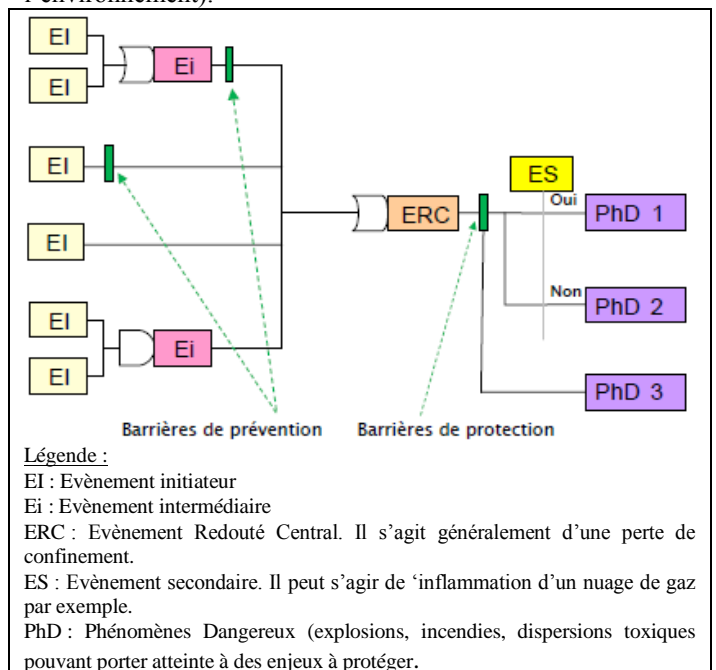 l'environnement).
EI
EI
Ei
EI
EI
EI
EI
Ei
ERC
ES
Oui
PhD 1
Non
PhD 2
PhD 3
Barrières de prévention
Barrières de protection
Légende :
EI : Evènement initiateur
Ei : Evènement intermédiaire
ERC : Evènement Redouté Central. Il s'agit généralement d'une perte de
confinement.
ES : Evènement secondaire. Il peut s'agir de 'inflammation d'un nuage de gaz
par exemple.
PhD : Phénomènes Dangereux (explosions, incendies, dispersions toxiques
pouvant porter atteinte à des enjeux à protéger.